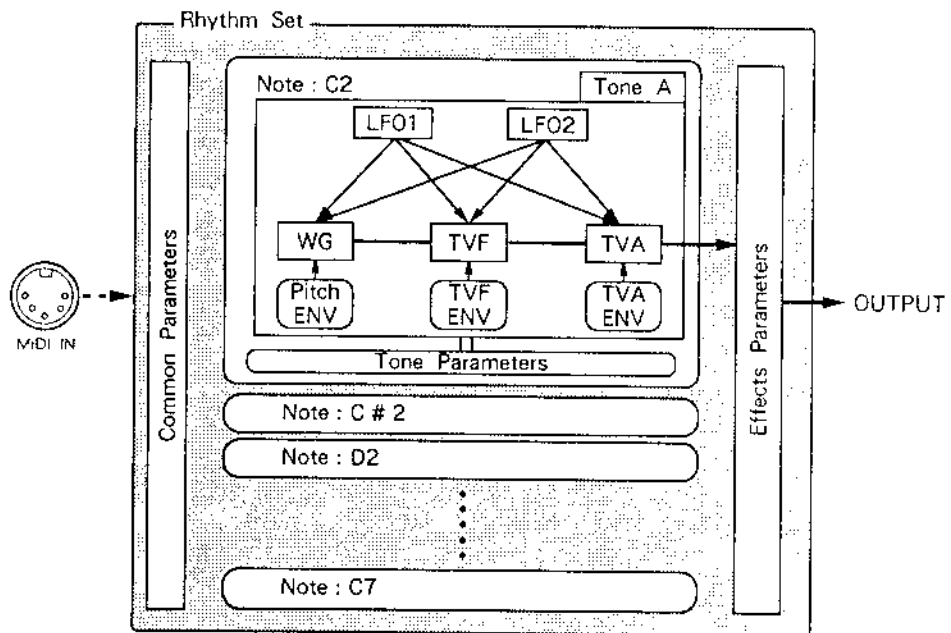 Rhythm Set
Note : C2
Tone A
LFO1
LFO2
WG
TVF
TVA
Pitch
ENV
TVF
ENV
TVA
ENV
Tone Parameters
Note : C # 2
Note : D2
Note : C7
MIDI IN
Common Parameters
Effects Parameters
OUTPUT